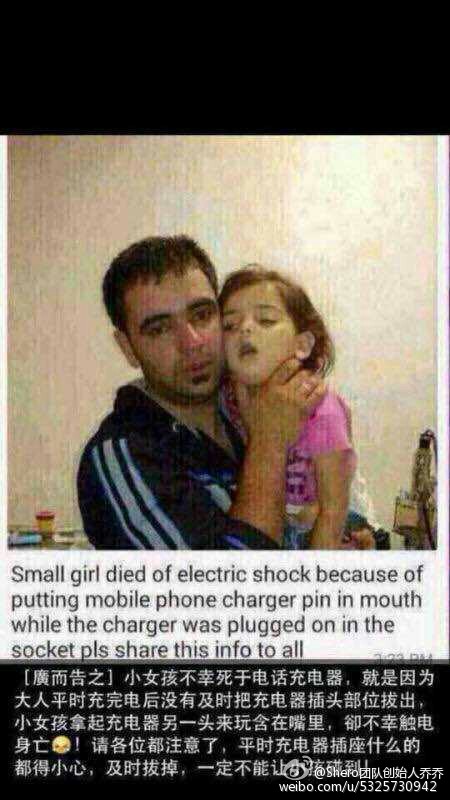 Small girl died of electric shock because of
putting mobile phone charger pin in mouth
while the charger was plugged on in the
socket pls share this info to all
3:23 PM
［廣而告之］小女孩不幸死于电话充电器，就是因为
大人平时充完电后没有及时把充电器插头部位拔出，
小女孩拿起充电器另一头来玩含在嘴里，卻不幸触电
身亡😂！请各位都注意了，平时充电器插座什么的
都得小心，及时拔掉，一定不能让
碰到！
@Shero团队创始人乔乔
weibo.com/u/5325730942